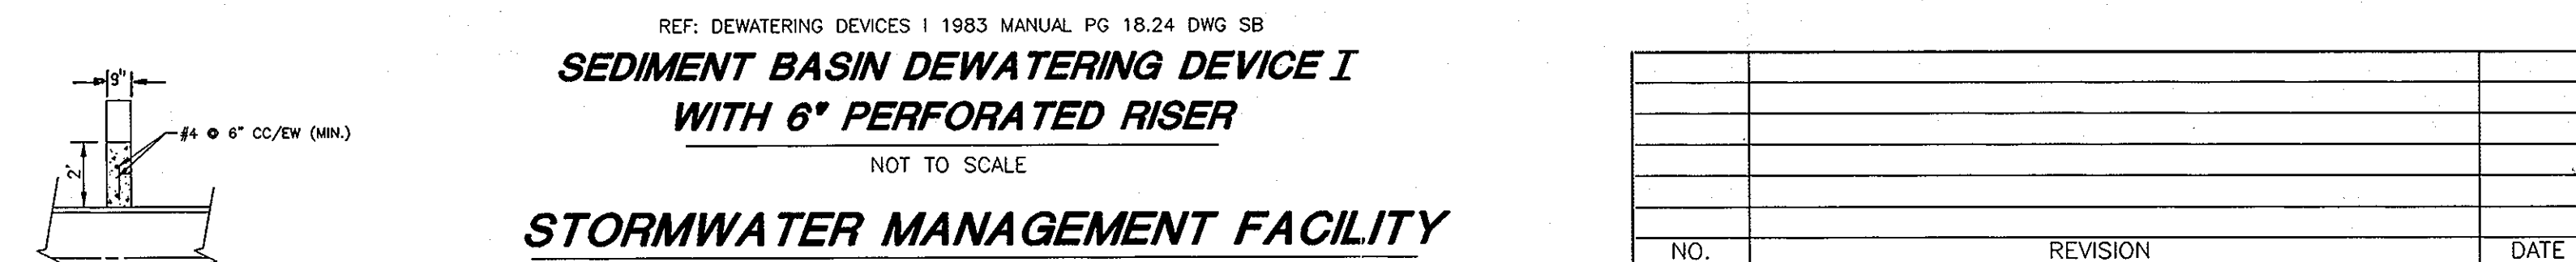 REF: DEWATERING DEVICES I 1983 MANUAL PG 18.24 DWG SB
SEDIMENT BASIN DEWATERING DEVICE I
WITH 6" PERFORATED RISER
NOT TO SCALE
STORMWATER MANAGEMENT FACILITY
9"
#4 @ 6" CC/EW (MIN.)
2'
NO. REVISION DATE